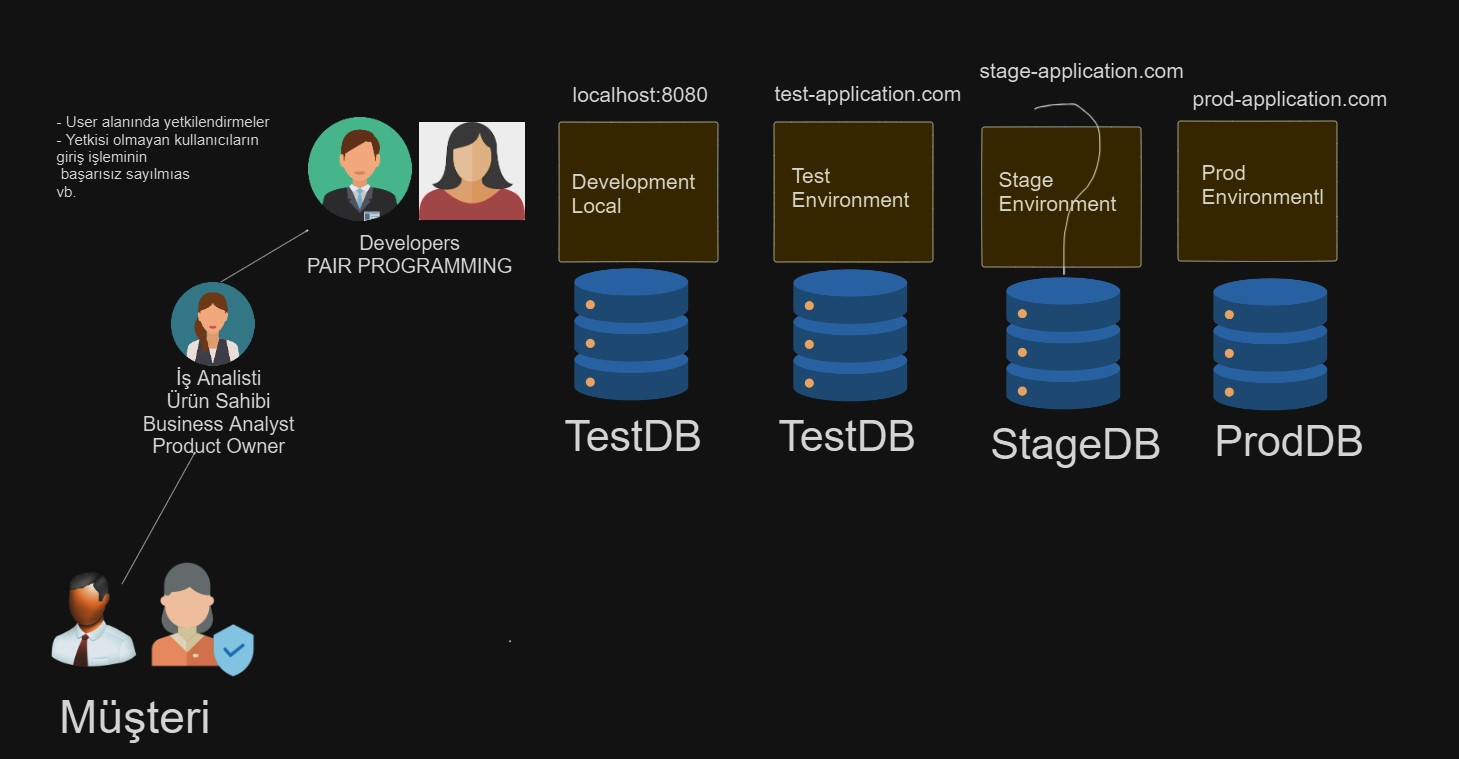 - User alanında yetkilendirmeler
- Yetkisi olmayan kullanıcıların
giriş işleminin
başarısız sayılmıas
vb.
Developers
PAIR PROGRAMMING
İş Analisti
Ürün Sahibi
Business Analyst
Product Owner
Müşteri
localhost:8080
Development
Local
TestDB
test-application.com
Test
Environment
TestDB
stage-application.com
Stage
Environment
StageDB
prod-application.com
Prod
Environmentl
ProdDB